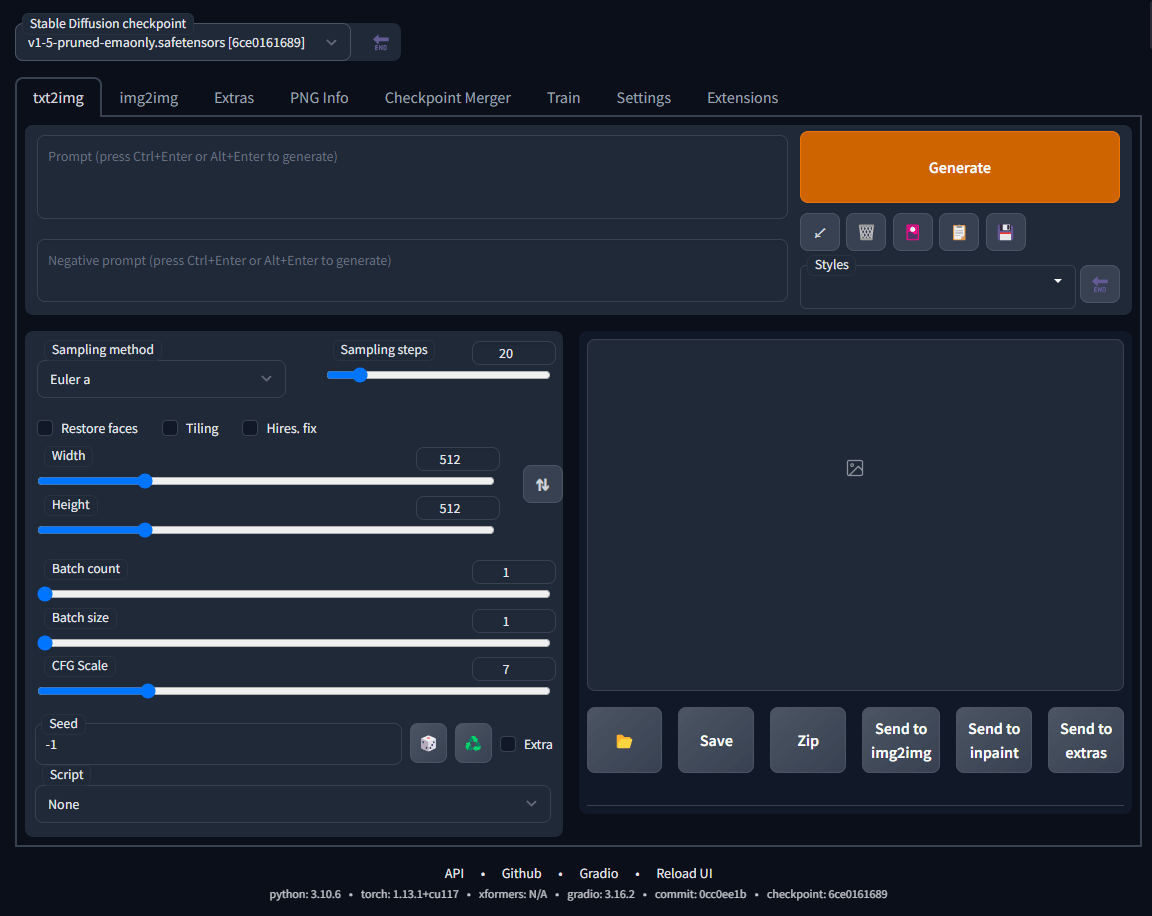 Stable Diffusion checkpoint
v1-5-pruned-emaonly.safetensors [6ce0161689]
END
txt2img img2img Extras PNG Info Checkpoint Merger Train Settings Extensions
Prompt (press Ctrl+Enter or Alt+Enter to generate)
Generate
Negative prompt (press Ctrl+Enter or Alt+Enter to generate)
Styles
END
Sampling method
Euler a
Sampling steps
20
Restore faces Tiling Hires. fix
Width
512
Height
512
Batch count
1
Batch size
1
CFG Scale
7
Seed
-1
Extra
Script
None
Save
Zip
Send to
img2img
Send to
inpaint
Send to
extras
API • Github • Gradio • Reload UI
python: 3.10.6 • torch: 1.13.1+cu117 • xformers: N/A • gradio: 3.16.2 • commit: 0cc0ee1b • checkpoint: 6ce0161689